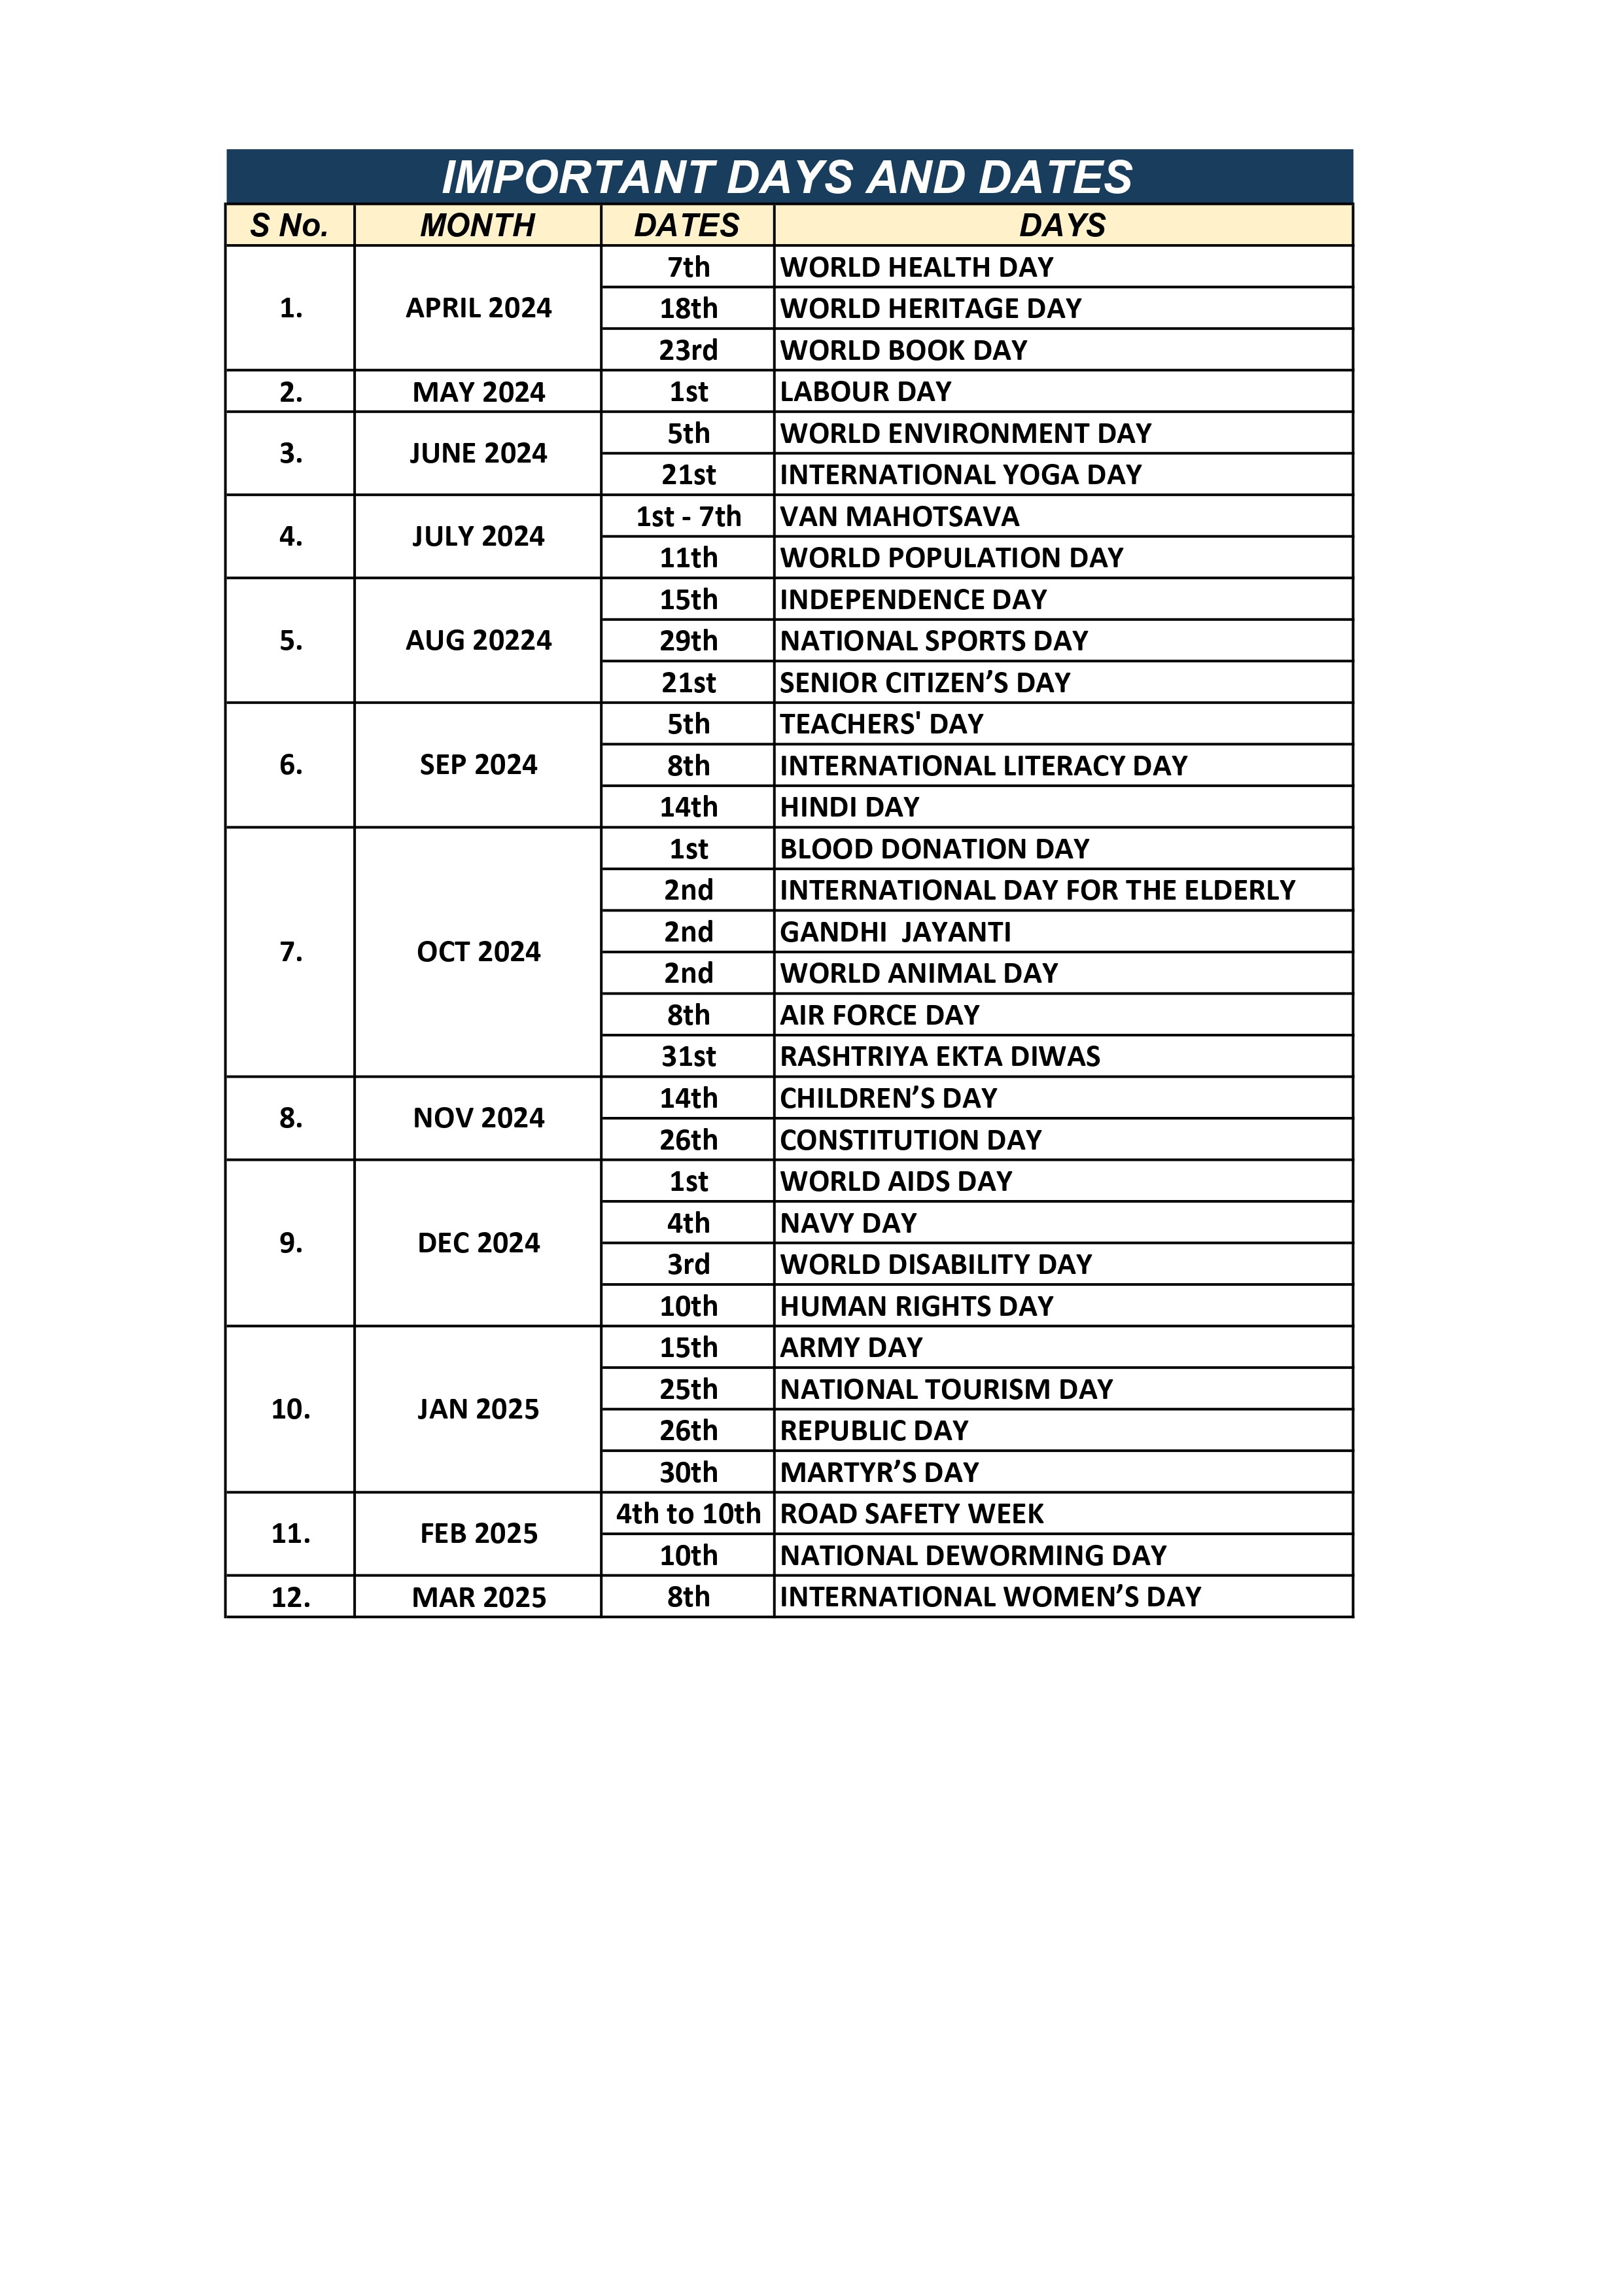 IMPORTANT DAYS AND DATES
S No. MONTH DATES DAYS
1. APRIL 2024 7th WORLD HEALTH DAY
18th WORLD HERITAGE DAY
23rd WORLD BOOK DAY
2. MAY 2024 1st LABOUR DAY
3. JUNE 2024 5th WORLD ENVIRONMENT DAY
21st INTERNATIONAL YOGA DAY
4. JULY 2024 1st - 7th VAN MAHOTSAVA
11th WORLD POPULATION DAY
5. AUG 20224 15th INDEPENDENCE DAY
29th NATIONAL SPORTS DAY
21st SENIOR CITIZEN’S DAY
6. SEP 2024 5th TEACHERS' DAY
8th INTERNATIONAL LITERACY DAY
14th HINDI DAY
7. OCT 2024 1st BLOOD DONATION DAY
2nd INTERNATIONAL DAY FOR THE ELDERLY
2nd GANDHI JAYANTI
2nd WORLD ANIMAL DAY
8th AIR FORCE DAY
31st RASHTRIYA EKTA DIWAS
8. NOV 2024 14th CHILDREN’S DAY
26th CONSTITUTION DAY
9. DEC 2024 1st WORLD AIDS DAY
4th NAVY DAY
3rd WORLD DISABILITY DAY
10th HUMAN RIGHTS DAY
10. JAN 2025 15th ARMY DAY
25th NATIONAL TOURISM DAY
26th REPUBLIC DAY
30th MARTYR’S DAY
11. FEB 2025 4th to 10th ROAD SAFETY WEEK
10th NATIONAL DEWORMING DAY
12. MAR 2025 8th INTERNATIONAL WOMEN’S DAY